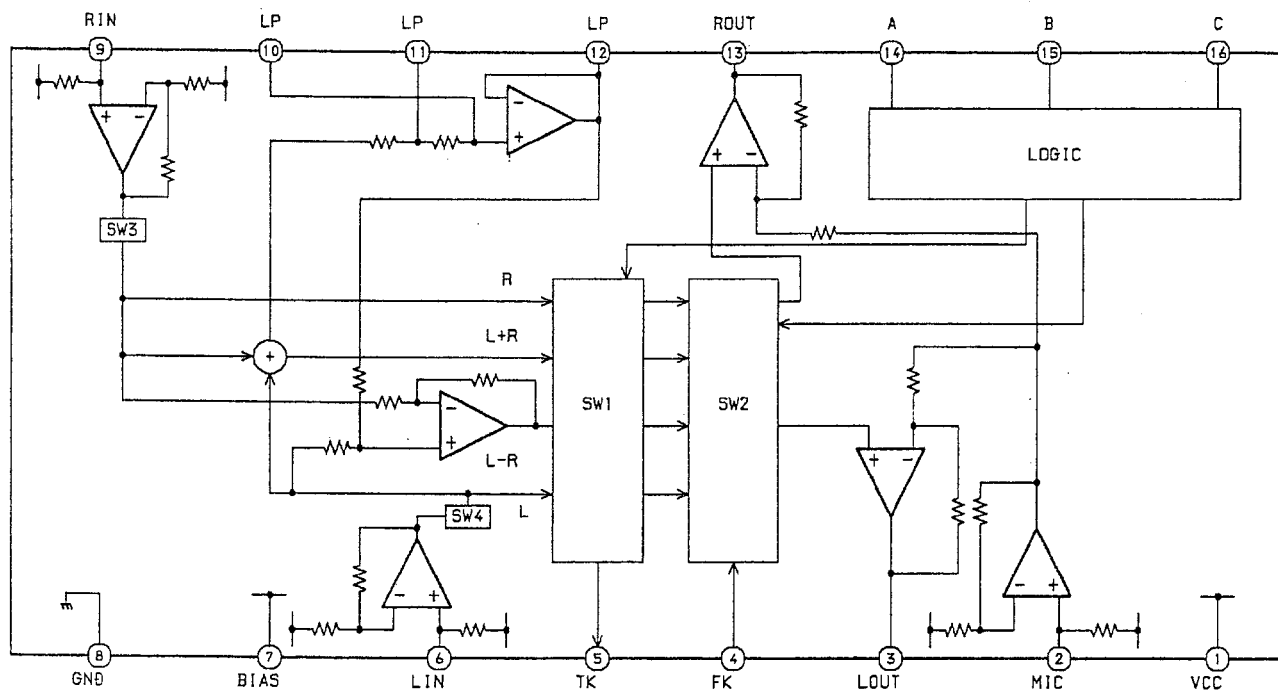 RIN LP LP LP ROUT A B C
9 10 11 12 13 14 15 16
+ - - + + - LOGIC
SW3
R
L+R
+
SW1 SW2
-
+
L-R
+ -
L
SW4
- + - +
8 7 6 5 4 3 2 1
GND BIAS LIN TK FK LOUT MIC VCC